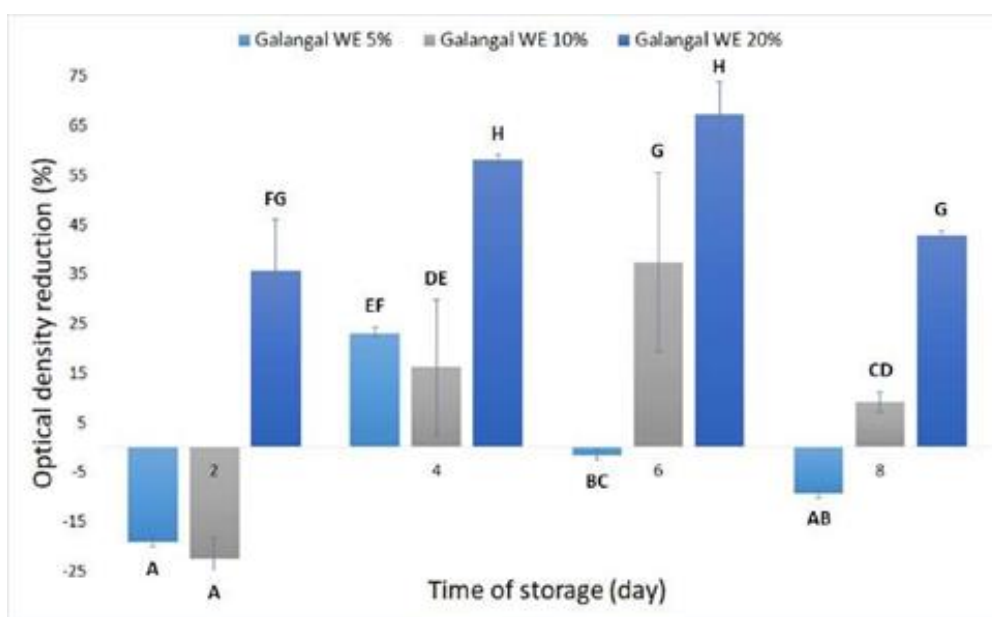 Galangal WE 5% Galangal WE 10% Galangal WE 20%
Optical density reduction (%)
75
65
55
45
35
25
15
5
-5
-15
-25
A
A
FG
EF
DE
H
BC
G
H
AB
CD
G
2
4
6
8
Time of storage (day)